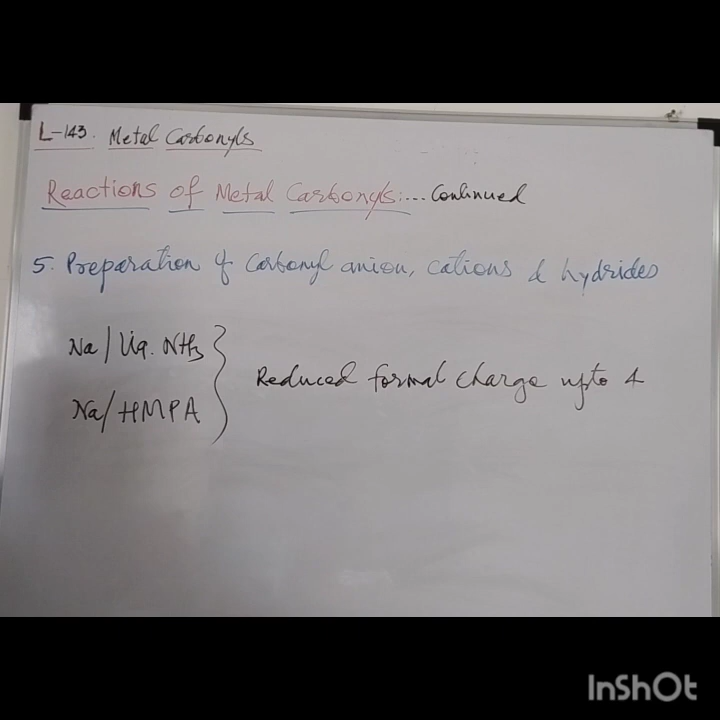 L-143. Metal Carbonyls
Reactions of Metal Carbonyls:... Continued
5. Preparation of Carbonyl anion, cations & hydrides
Na/Liq. NH3
Na/HMPA
Reduced formal charge upto 4
InShOt